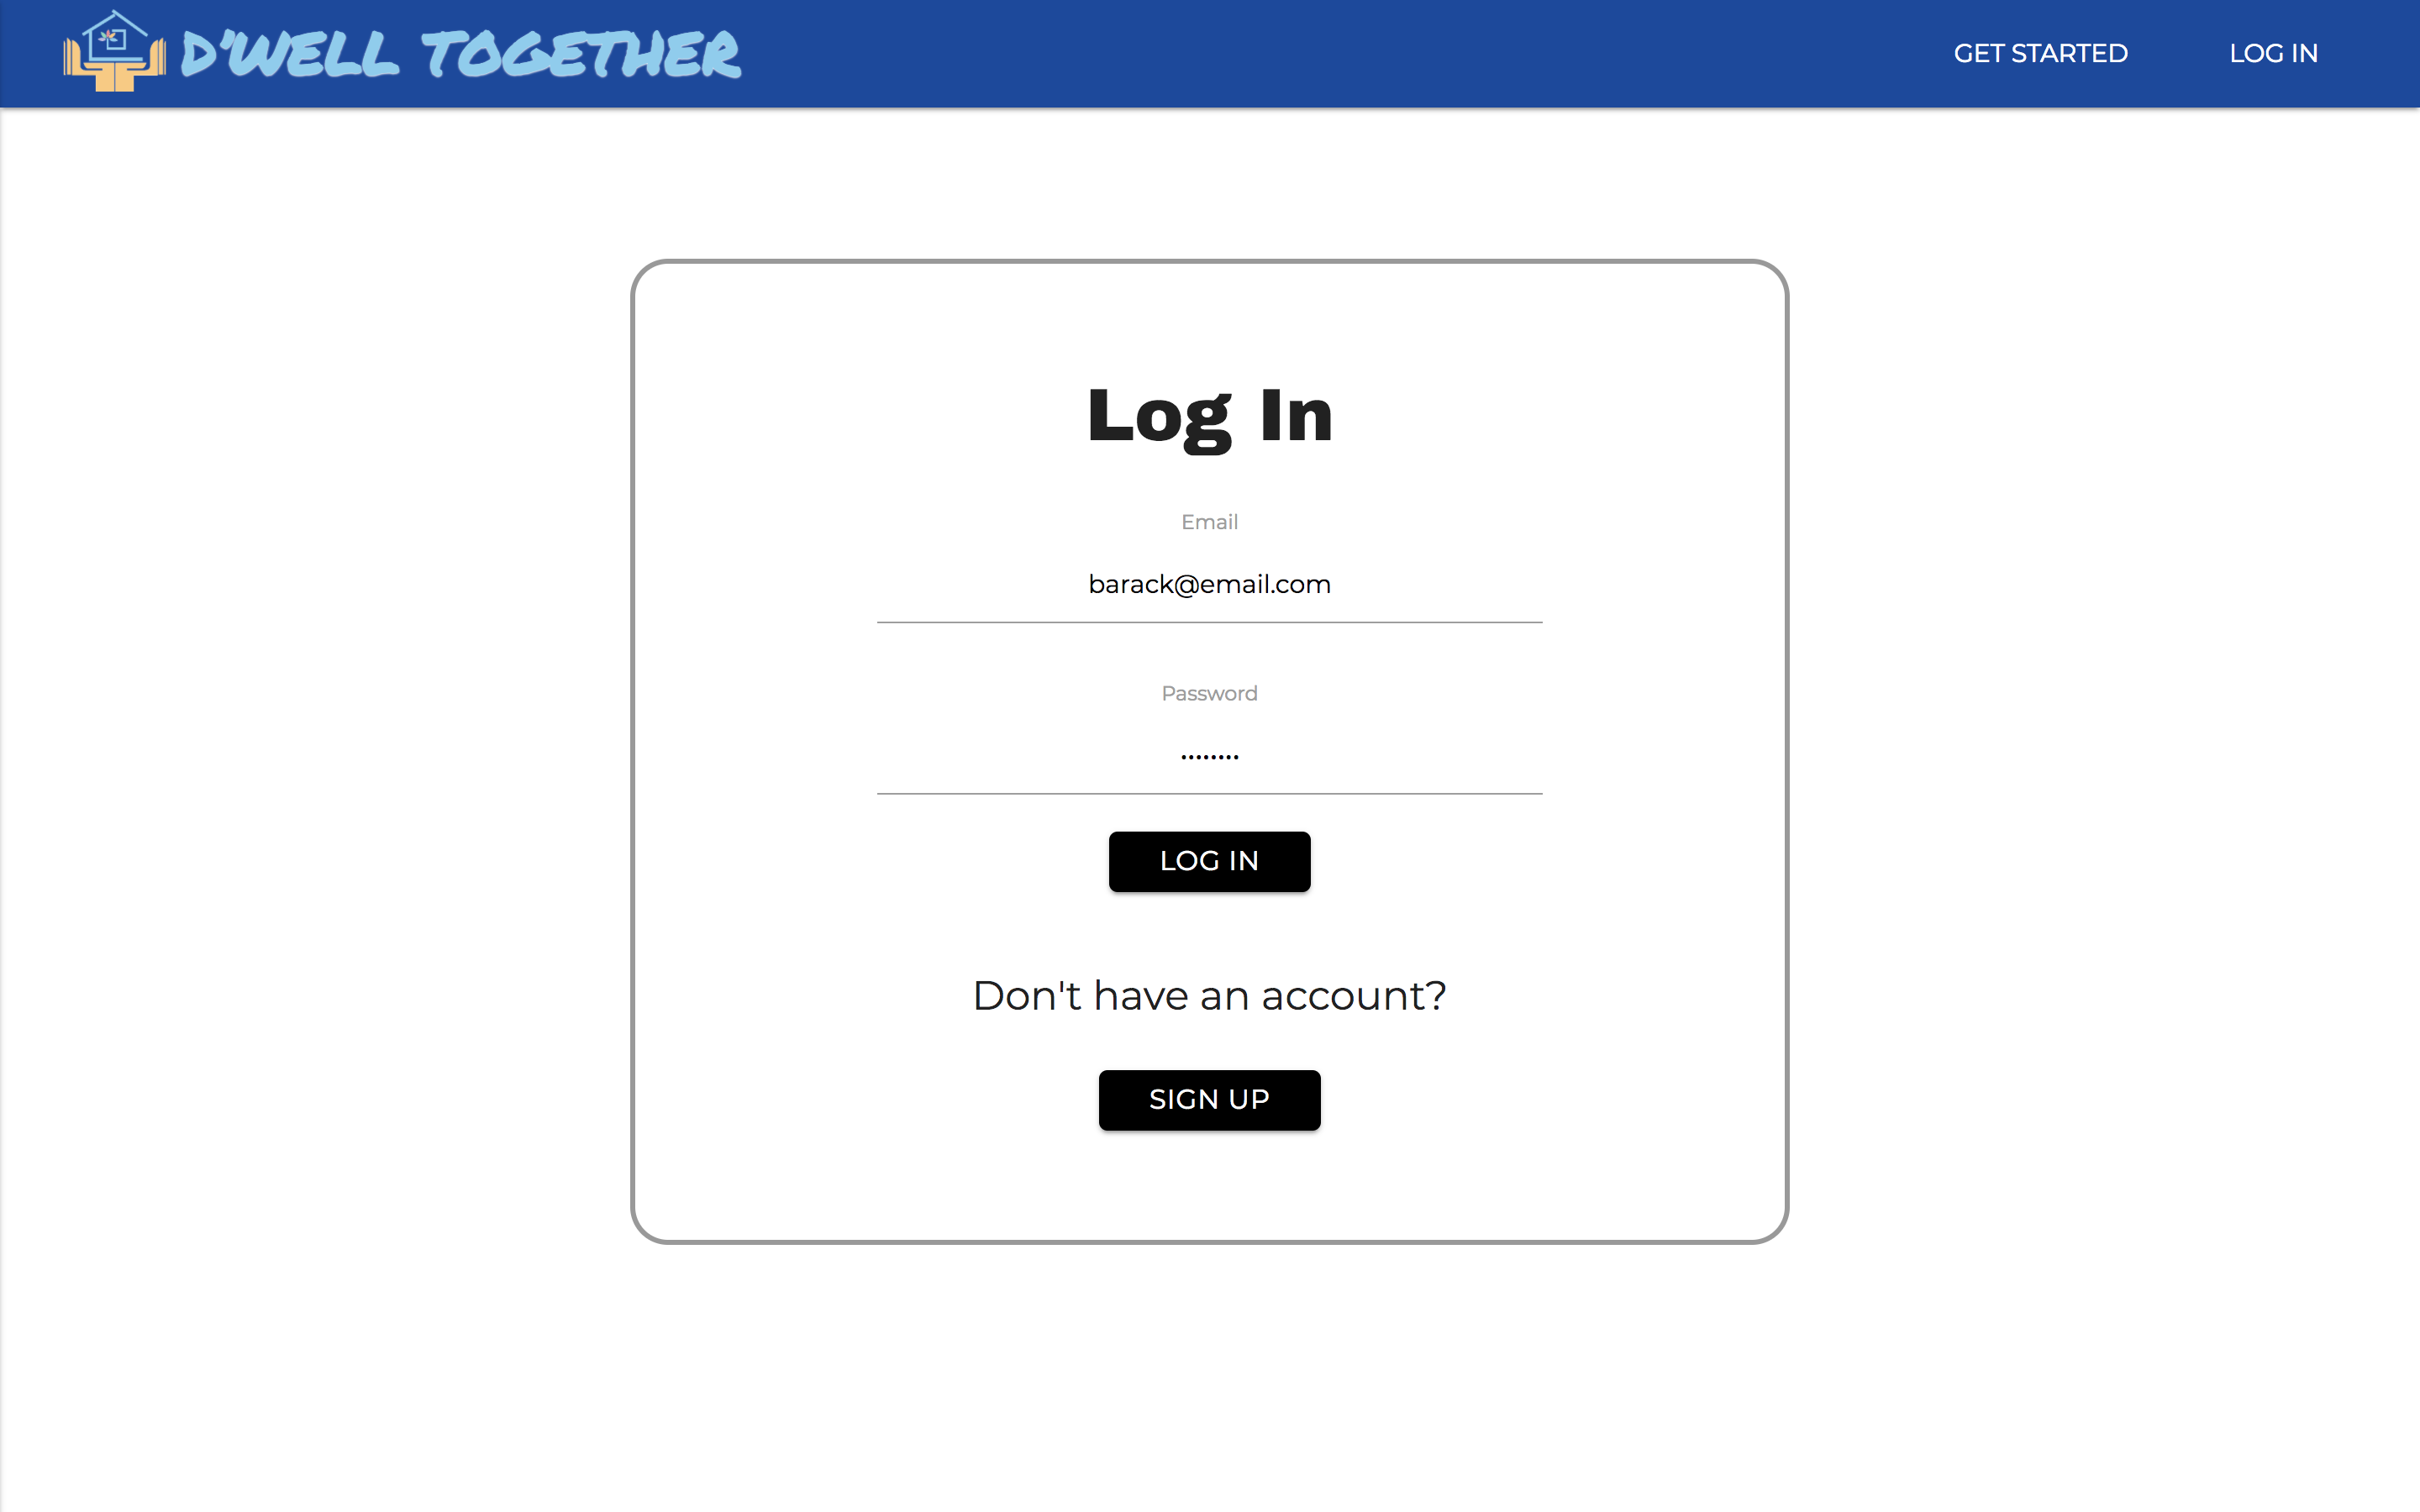 D'WELL TOGETHER
GET STARTED
LOG IN
Log In
Email
barack@email.com
Password
••••••••
LOG IN
Don't have an account?
SIGN UP